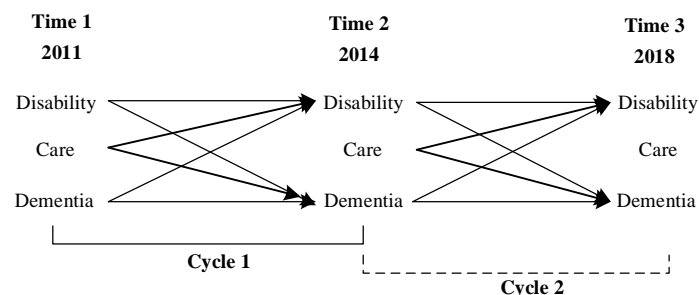 Time 1
2011
Time 2
2014
Time 3
2018
Disability
Disability
Disability
Care
Care
Care
Dementia
Dementia
Dementia
Cycle 1
Cycle 2